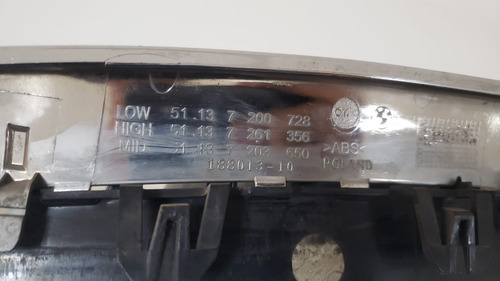 LOW 51.13 7 200 728
HIGH 51.13 7 261 356
MID 51.13 7 203 650
>ABS<
POLAND
188013-10